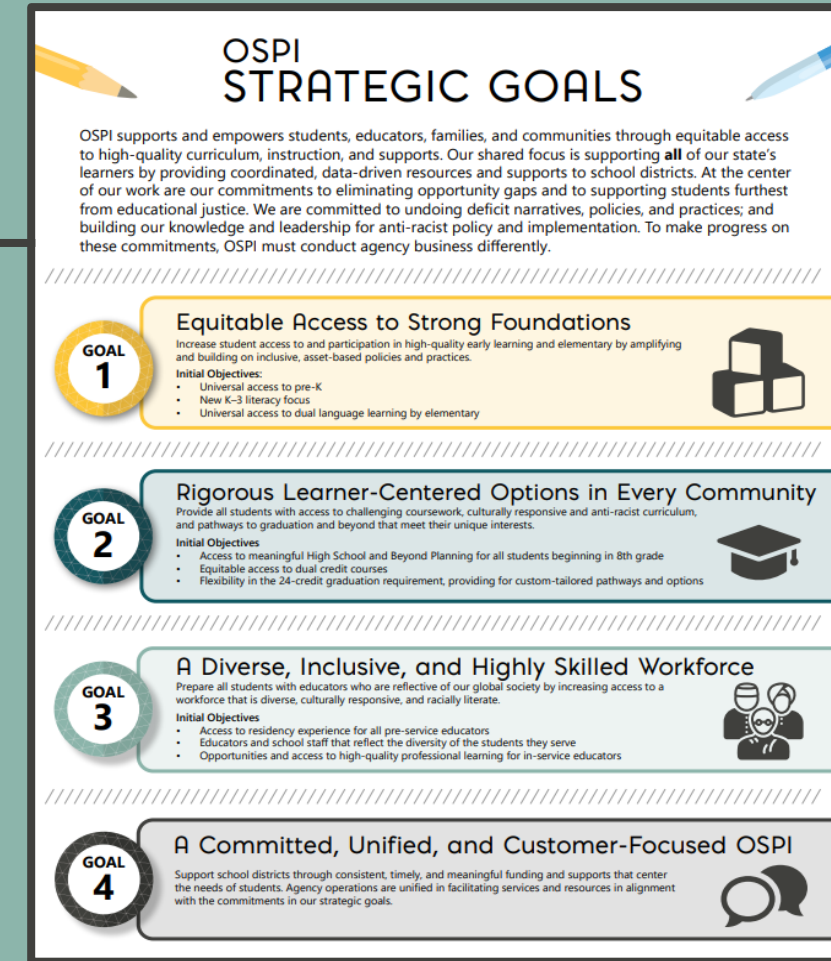 OSPI
STRATEGIC GOALS
OSPI supports and empowers students, educators, families, and communities through equitable access
to high-quality curriculum, instruction, and supports. Our shared focus is supporting all of our state's
learners by providing coordinated, data-driven resources and supports to school districts. At the center
of our work are our commitments to eliminating opportunity gaps and to supporting students furthest
from educational justice. We are committed to undoing deficit narratives, policies, and practices; and
building our knowledge and leadership for anti-racist policy and implementation. To make progress on
these commitments, OSPI must conduct agency business differently.
GOAL
1
Equitable Access to Strong Foundations
Increase student access to and participation in high-quality early learning and elementary by amplifying
and building on inclusive, asset-based policies and practices.
Initial Objectives:
• Universal access to pre-K
• New K–3 literacy focus
• Universal access to dual language learning by elementary
GOAL
2
Rigorous Learner-Centered Options in Every Community
Provide all students with access to challenging coursework, culturally responsive and anti-racist curriculum,
and pathways to graduation and beyond that meet their unique interests.
Initial Objectives
• Access to meaningful High School and Beyond Planning for all students beginning in 8th grade
• Equitable access to dual credit courses
• Flexibility in the 24-credit graduation requirement, providing for custom-tailored pathways and options
GOAL
3
A Diverse, Inclusive, and Highly Skilled Workforce
Prepare all students with educators who are reflective of our global society by increasing access to a
workforce that is diverse, culturally responsive, and racially literate.
Initial Objectives
• Access to residency experience for all pre-service educators
• Educators and school staff that reflect the diversity of the students they serve
• Opportunities and access to high-quality professional learning for in-service educators
GOAL
4
A Committed, Unified, and Customer-Focused OSPI
Support school districts through consistent, timely, and meaningful funding and supports that center
the needs of students. Agency operations are unified in facilitating services and resources in alignment
with the commitments in our strategic goals.